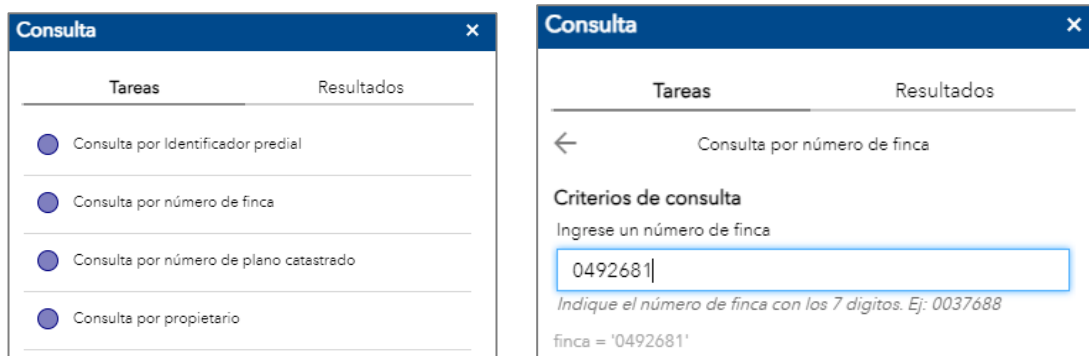 Consulta
Tareas Resultados
Consulta por Identificador predial
Consulta por número de finca
Consulta por número de plano catastrado
Consulta por propietario
Consulta
Tareas Resultados
Consulta por número de finca
Criterios de consulta
Ingrese un número de finca
0492681
Indique el número de finca con los 7 digitos. Ej: 0037688
finca = '0492681'